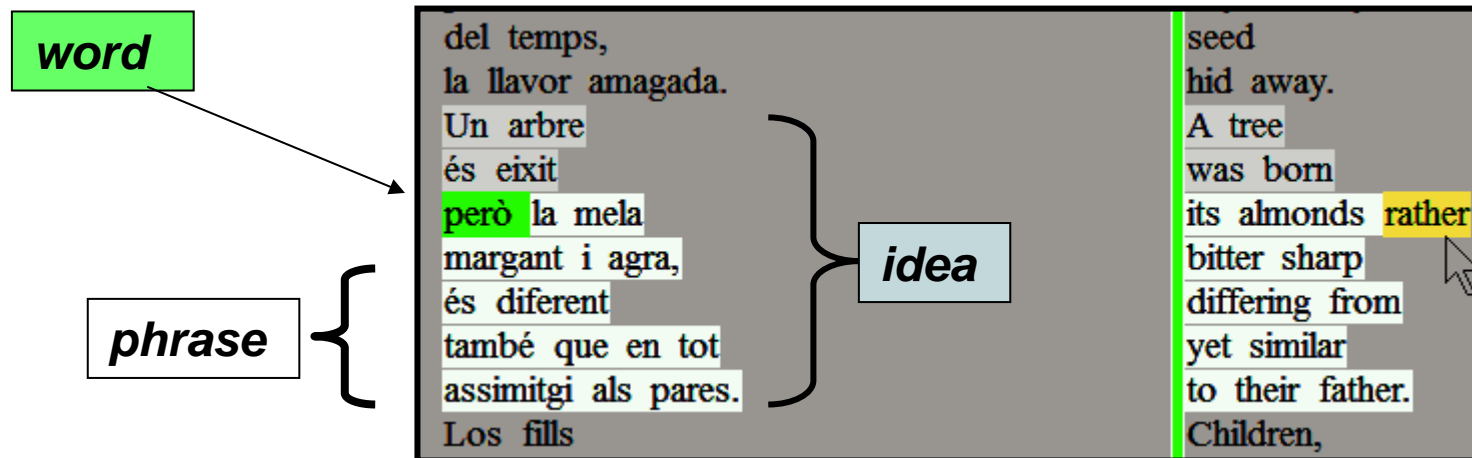 word
phrase
idea
del temps,
la llavor amagada.
Un arbre
és eixit
però la mela
margant i agra,
és diferent
també que en tot
assimitgi als pares.
Los fills
seed
hid away.
A tree
was born
its almonds rather
bitter sharp
differing from
yet similar
to their father.
Children,